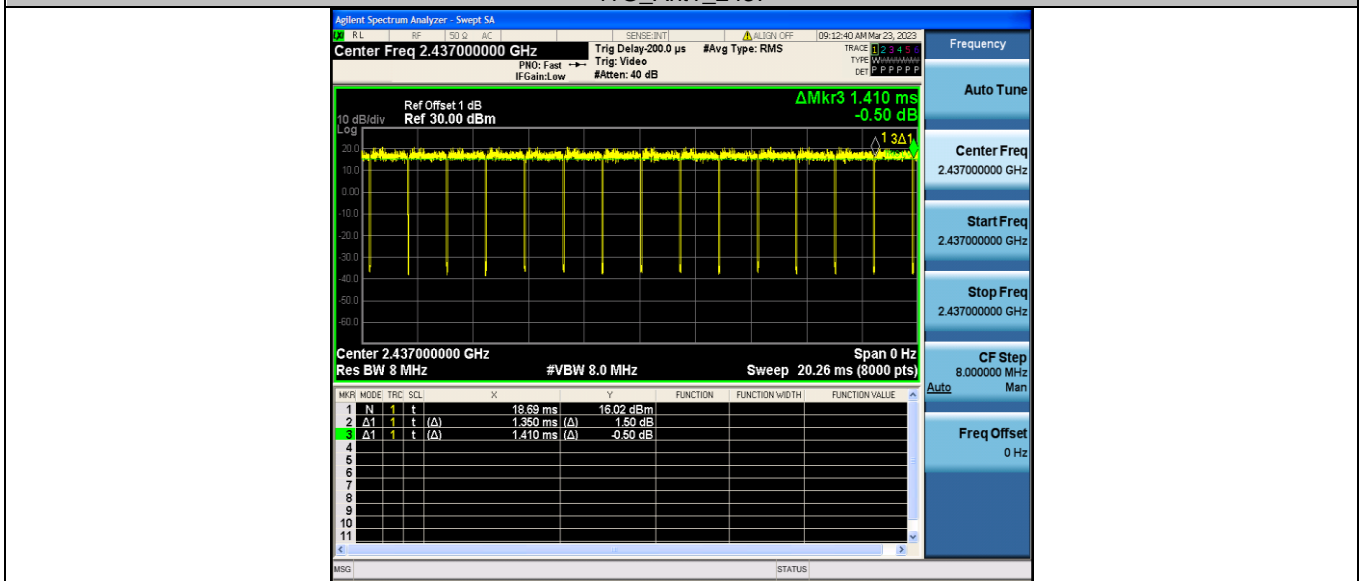 Agilent Spectrum Analyzer - Swept SA
RL RF 50 Ω AC SENSE:INT ALIGN OFF 09:12:40 AM Mar 23, 2023
Center Freq 2.437000000 GHz
PNO: Fast
IFGain:Low
Trig Delay-200.0 µs
Trig: Video
#Atten: 40 dB
#Avg Type: RMS
TRACE 1 2 3 4 5 6
TYPE WWWWWW
DET P P P P P P
ΔMkr3 1.410 ms
-0.50 dB
Ref Offset 1 dB
10 dB/div Ref 30.00 dBm
Log
1 3Δ1
20.0
10.0
0.00
-10.0
-20.0
-30.0
-40.0
-50.0
-60.0
Center 2.437000000 GHz Span 0 Hz
Res BW 8 MHz #VBW 8.0 MHz Sweep 20.26 ms (8000 pts)
MKR MODE TRC SCL X Y FUNCTION FUNCTION WIDTH FUNCTION VALUE
1 N 1 t 18.69 ms 16.02 dBm
2 Δ1 1 t (Δ) 1.350 ms (Δ) 1.50 dB
3 Δ1 1 t (Δ) 1.410 ms (Δ) -0.50 dB
4
5
6
7
8
9
10
11
MSG STATUS
Frequency
Auto Tune
Center Freq
2.437000000 GHz
Start Freq
2.437000000 GHz
Stop Freq
2.437000000 GHz
CF Step
8.000000 MHz
Auto Man
Freq Offset
0 Hz